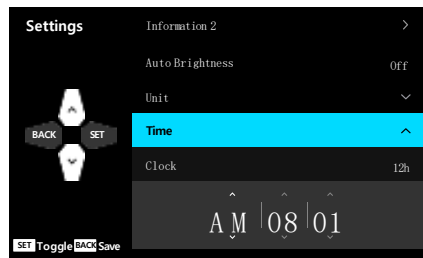 Settings
Information 2
Auto Brightness Off
Unit
BACK SET
Time
Clock 12h
AM 08 01
SET Toggle BACK Save